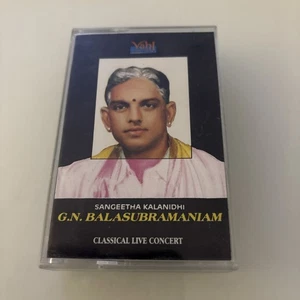 SANGEETHA KALANIDHI
G.N. BALASUBRAMANIAM
CLASSICAL LIVE CONCERT